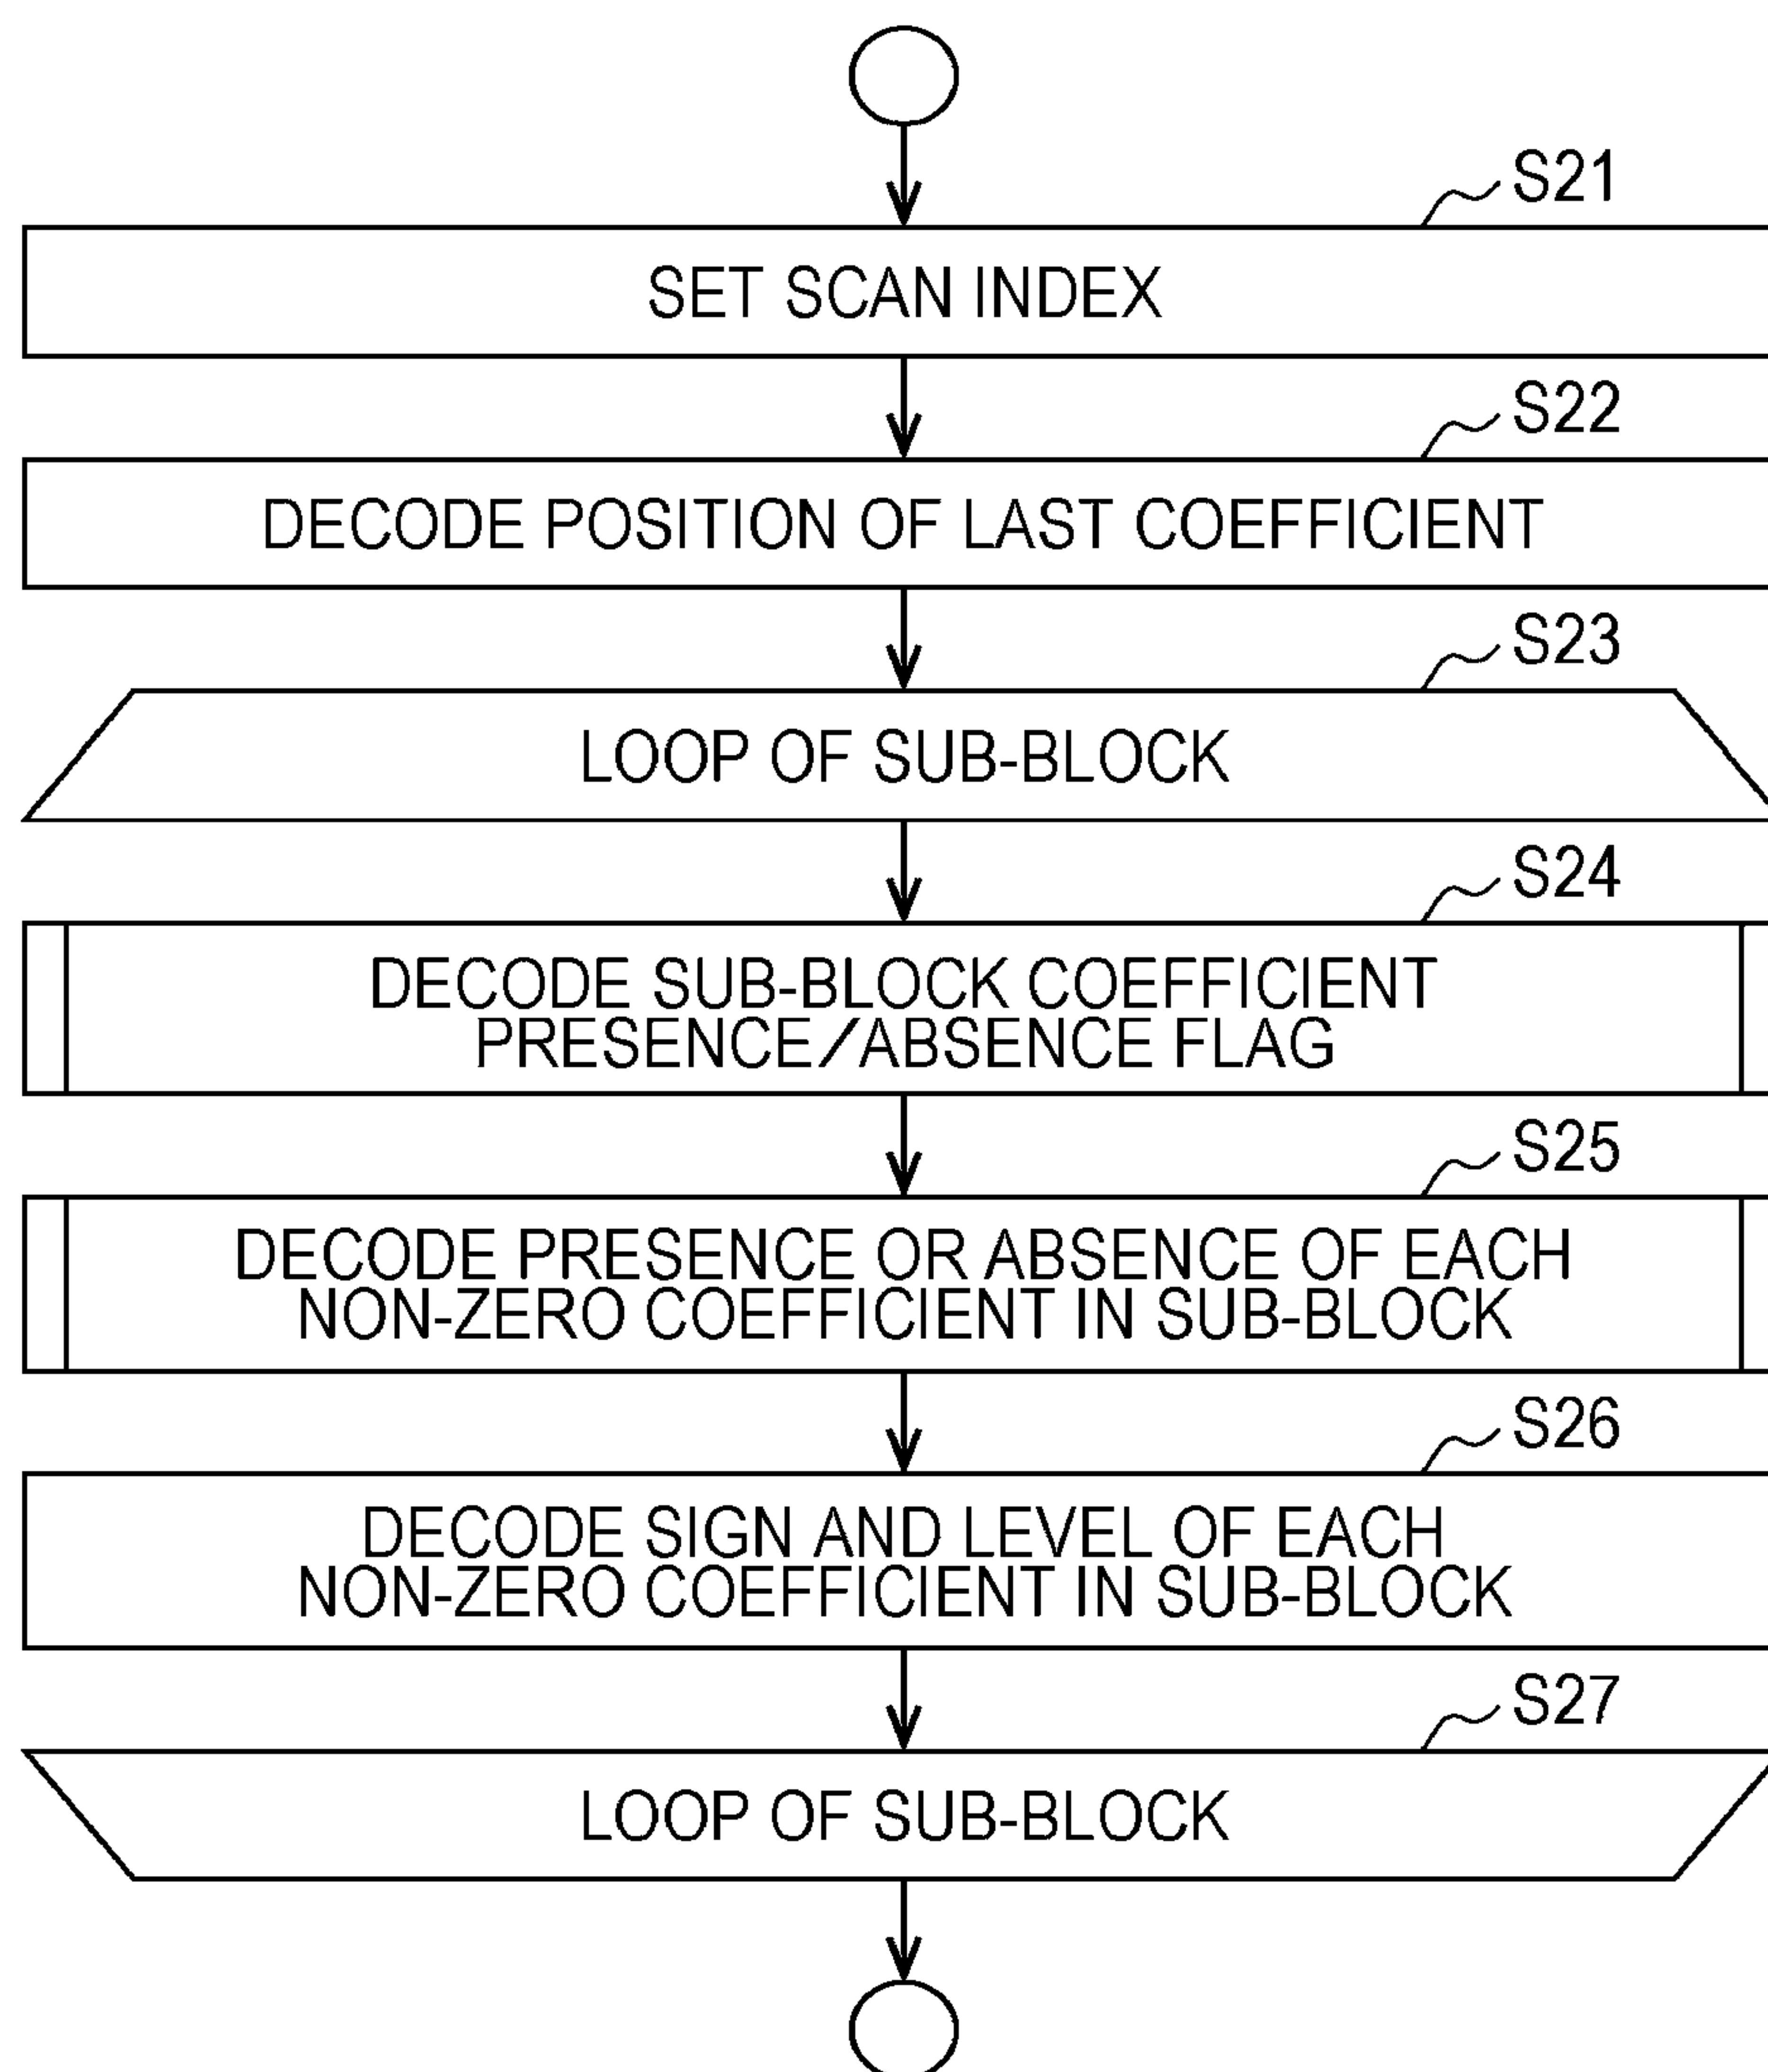 S21
SET SCAN INDEX
S22
DECODE POSITION OF LAST COEFFICIENT
S23
LOOP OF SUB-BLOCK
S24
DECODE SUB-BLOCK COEFFICIENT
PRESENCE/ABSENCE FLAG
S25
DECODE PRESENCE OR ABSENCE OF EACH
NON-ZERO COEFFICIENT IN SUB-BLOCK
S26
DECODE SIGN AND LEVEL OF EACH
NON-ZERO COEFFICIENT IN SUB-BLOCK
S27
LOOP OF SUB-BLOCK